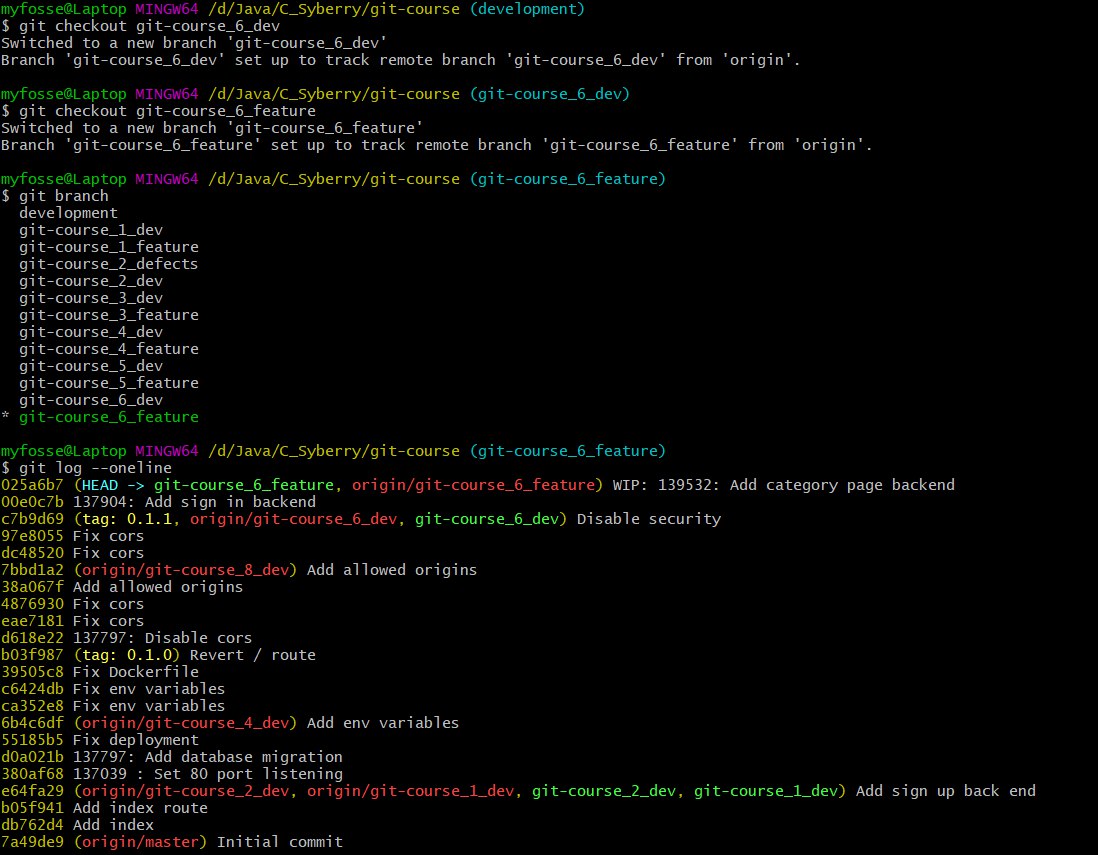 myfosse@Laptop MINGW64 /d/Java/C_Syberry/git-course (development)
$ git checkout git-course_6_dev
Switched to a new branch 'git-course_6_dev'
Branch 'git-course_6_dev' set up to track remote branch 'git-course_6_dev' from 'origin'.
myfosse@Laptop MINGW64 /d/Java/C_Syberry/git-course (git-course_6_dev)
$ git checkout git-course_6_feature
Switched to a new branch 'git-course_6_feature'
Branch 'git-course_6_feature' set up to track remote branch 'git-course_6_feature' from 'origin'.
myfosse@Laptop MINGW64 /d/Java/C_Syberry/git-course (git-course_6_feature)
$ git branch
  development
  git-course_1_dev
  git-course_1_feature
  git-course_2_defects
  git-course_2_dev
  git-course_3_dev
  git-course_3_feature
  git-course_4_dev
  git-course_4_feature
  git-course_5_dev
  git-course_5_feature
  git-course_6_dev
* git-course_6_feature
myfosse@Laptop MINGW64 /d/Java/C_Syberry/git-course (git-course_6_feature)
$ git log --oneline
025a6b7 (HEAD -> git-course_6_feature, origin/git-course_6_feature) WIP: 139532: Add category page backend
00e0c7b 137904: Add sign in backend
c7b9d69 (tag: 0.1.1, origin/git-course_6_dev, git-course_6_dev) Disable security
97e8055 Fix cors
dc48520 Fix cors
7bbd1a2 (origin/git-course_8_dev) Add allowed origins
38a067f Add allowed origins
4876930 Fix cors
eae7181 Fix cors
d618e22 137797: Disable cors
b03f987 (tag: 0.1.0) Revert / route
39505c8 Fix Dockerfile
c6424db Fix env variables
ca352e8 Fix env variables
6b4c6df (origin/git-course_4_dev) Add env variables
55185b5 Fix deployment
d0a021b 137797: Add database migration
380af68 137039 : Set 80 port listening
e64fa29 (origin/git-course_2_dev, origin/git-course_1_dev, git-course_2_dev, git-course_1_dev) Add sign up back end
b05f941 Add index route
db762d4 Add index
7a49de9 (origin/master) Initial commit